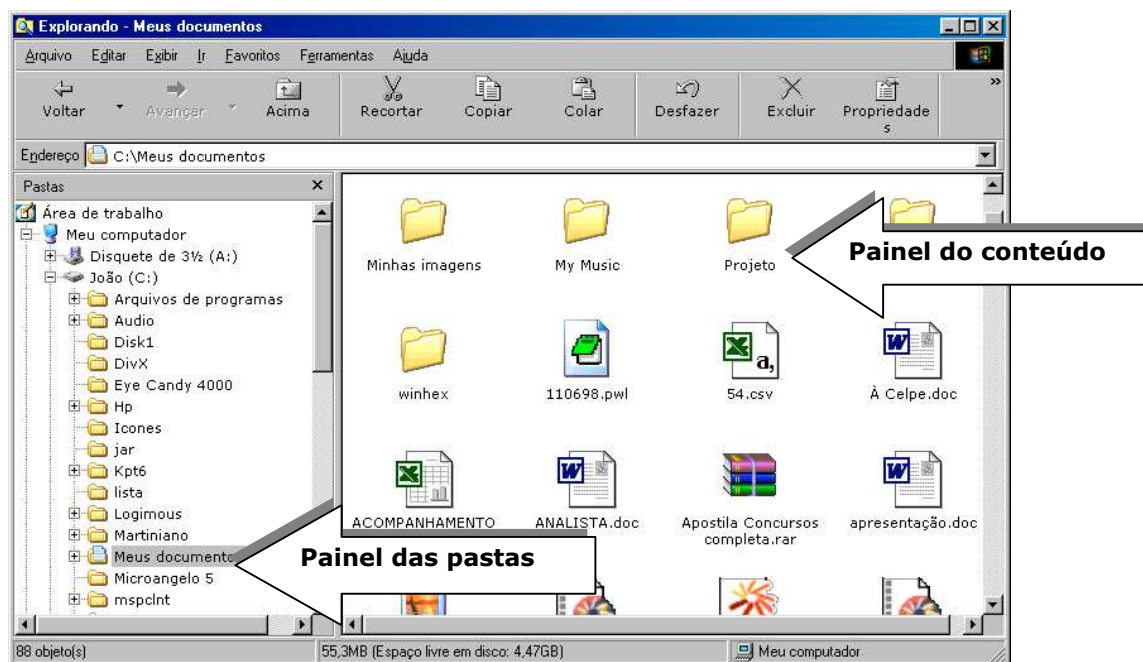 Explorando - Meus documentos
Arquivo Editar Exibir Ir Favoritos Ferramentas Ajuda
Voltar Avançar Acima Recortar Copiar Colar Desfazer Excluir Propriedade
s
»
Endereço C:\Meus documentos
Pastas
Área de trabalho
Meu computador
Disquete de 3½ (A:)
João (C:)
Arquivos de programas
Audio
Disk1
DivX
Eye Candy 4000
Hp
Icones
jar
Kpt6
lista
Logimous
Martiniano
Meus document
Microangelo 5
mspclnt
Minhas imagens My Music Projeto
Painel do conteúdo
winhex 110698.pwl 54.csv À Celpe.doc
a,
ACOMPANHAMENTO ANALISTA.doc Apostila Concursos apresentação.doc
completa.rar
Painel das pastas
88 objeto(s) 55,3MB (Espaço livre em disco: 4,47GB) Meu computador